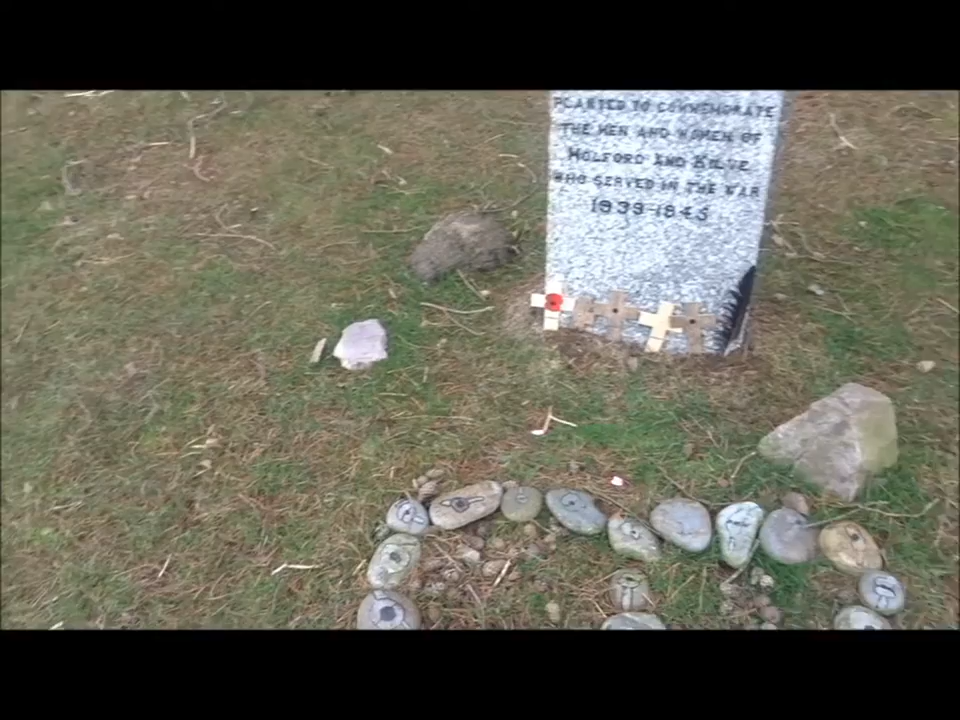 PLANTED TO COMMEMORATE
THE MEN AND WOMEN OF
HOLFORD AND KILVE
WHO SERVED IN THE WAR
1939-1945